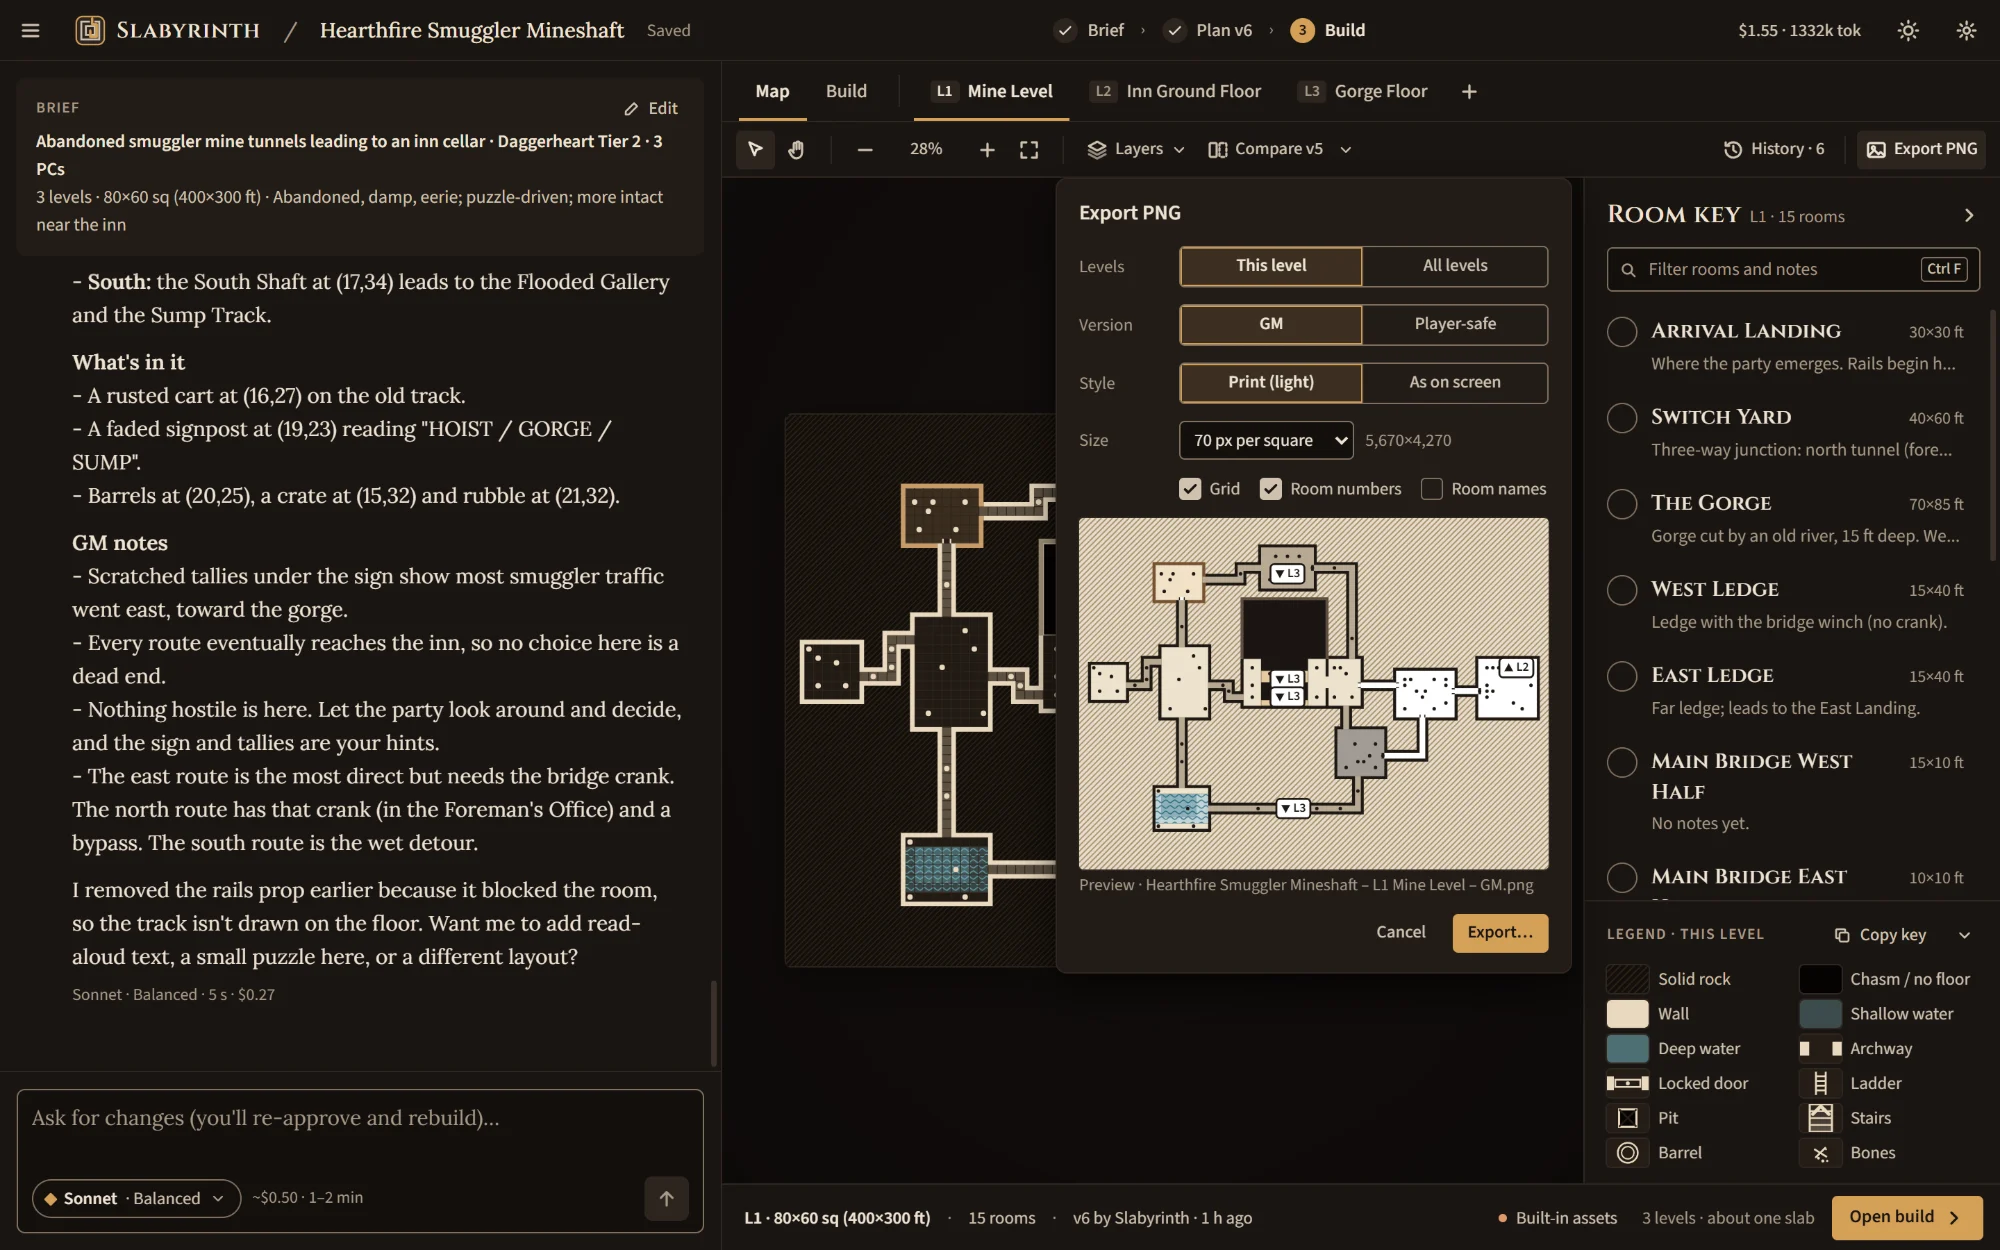 SLABYRINTH / Hearthfire Smuggler Mineshaft Saved
Brief › Plan v6 › 3 Build
$1.55 · 1332k tok
BRIEF
Edit
Abandoned smuggler mine tunnels leading to an inn cellar · Daggerheart Tier 2 · 3
PCs
3 levels · 80×60 sq (400×300 ft) · Abandoned, damp, eerie; puzzle-driven; more intact
near the inn
- South: the South Shaft at (17,34) leads to the Flooded Gallery
and the Sump Track.
What's in it
- A rusted cart at (16,27) on the old track.
- A faded signpost at (19,23) reading "HOIST / GORGE /
SUMP".
- Barrels at (20,25), a crate at (15,32) and rubble at (21,32).
GM notes
- Scratched tallies under the sign show most smuggler traffic
went east, toward the gorge.
- Every route eventually reaches the inn, so no choice here is a
dead end.
- Nothing hostile is here. Let the party look around and decide,
and the sign and tallies are your hints.
- The east route is the most direct but needs the bridge crank.
The north route has that crank (in the Foreman's Office) and a
bypass. The south route is the wet detour.
I removed the rails prop earlier because it blocked the room,
so the track isn't drawn on the floor. Want me to add read-
aloud text, a small puzzle here, or a different layout?
Sonnet · Balanced · 5 s · $0.27
Ask for changes (you'll re-approve and rebuild)...
Sonnet · Balanced
~$0.50 · 1–2 min
Map
Build
L1 Mine Level
L2 Inn Ground Floor
L3 Gorge Floor
28%
Layers
Compare v5
History · 6
Export PNG
Export PNG
Levels
This level
All levels
Version
GM
Player-safe
Style
Print (light)
As on screen
Size
70 px per square
5,670×4,270
Grid
Room numbers
Room names
▼ L3
▲ L2
▼ L3
▼ L3
▼ L3
Preview · Hearthfire Smuggler Mineshaft – L1 Mine Level – GM.png
Cancel
Export...
ROOM KEY L1 · 15 rooms
Filter rooms and notes
Ctrl F
ARRIVAL LANDING 30×30 ft
Where the party emerges. Rails begin h...
SWITCH YARD 40×60 ft
Three-way junction: north tunnel (fore...
THE GORGE 70×85 ft
Gorge cut by an old river, 15 ft deep. We...
WEST LEDGE 15×40 ft
Ledge with the bridge winch (no crank).
EAST LEDGE 15×40 ft
Far ledge; leads to the East Landing.
MAIN BRIDGE WEST 15×10 ft
HALF
No notes yet.
MAIN BRIDGE EAST 10×10 ft
LEGEND · THIS LEVEL
Copy key
Solid rock
Chasm / no floor
Wall
Shallow water
Deep water
Archway
Locked door
Ladder
Pit
Stairs
Barrel
Bones
L1 · 80×60 sq (400×300 ft) · 15 rooms · v6 by Slabyrinth · 1 h ago
Built-in assets
3 levels · about one slab
Open build